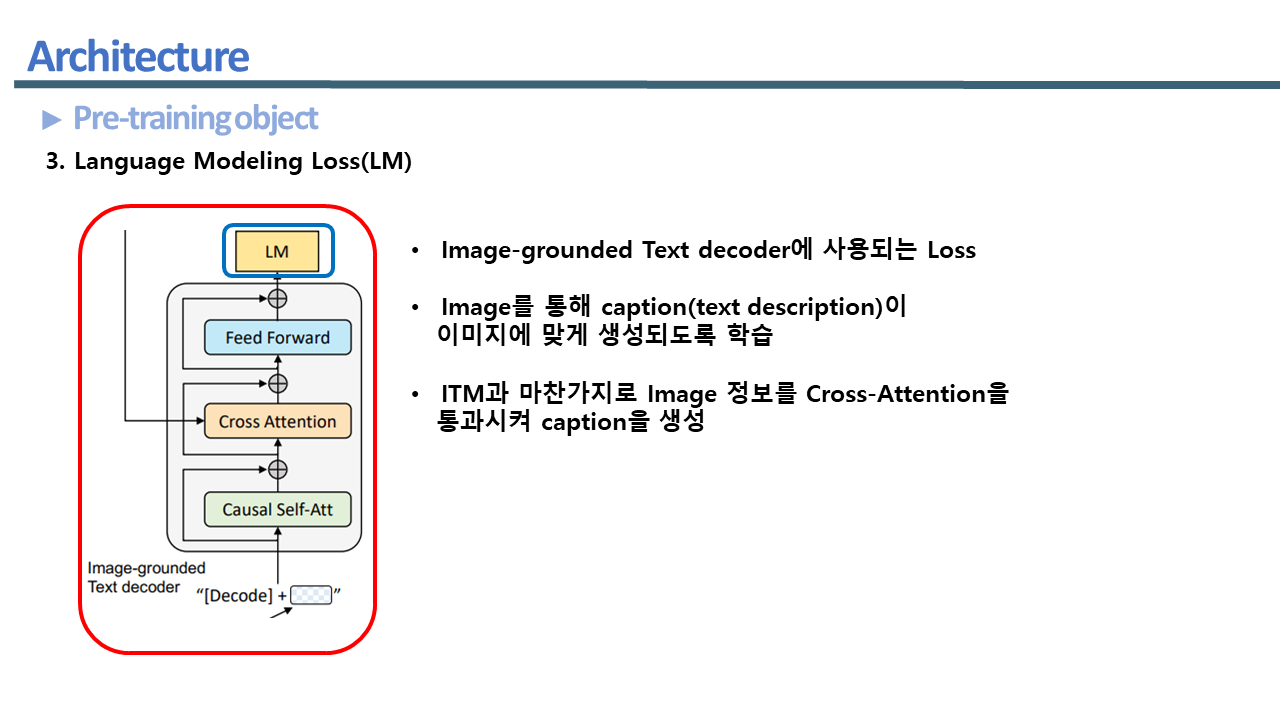 Architecture
► Pre-training object
3. Language Modeling Loss(LM)
LM
Feed Forward
Cross Attention
Causal Self-Att
Image-grounded
Text decoder
“[Decode] + ”
• Image-grounded Text decoder에 사용되는 Loss
• Image를 통해 caption(text description)이
이미지에 맞게 생성되도록 학습
• ITM과 마찬가지로 Image 정보를 Cross-Attention을
통과시켜 caption을 생성